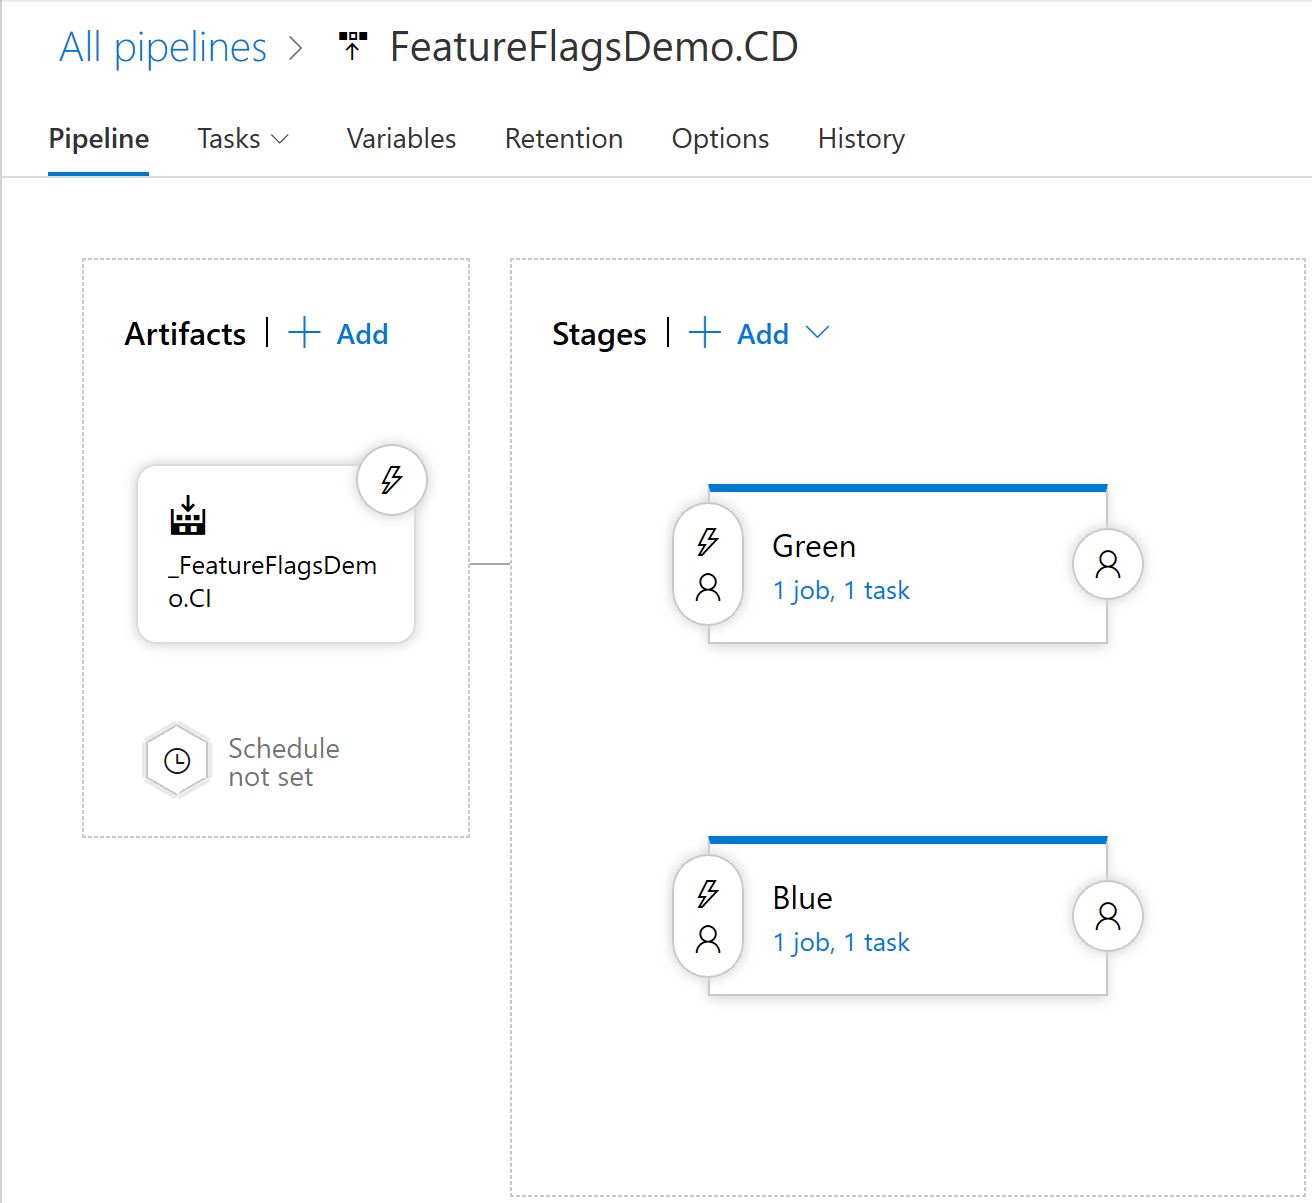 All pipelines > FeatureFlagsDemo.CD
Pipeline Tasks Variables Retention Options History
Artifacts | + Add
Stages | + Add
_FeatureFlagsDem
o.CI
Green
1 job, 1 task
Schedule
not set
Blue
1 job, 1 task